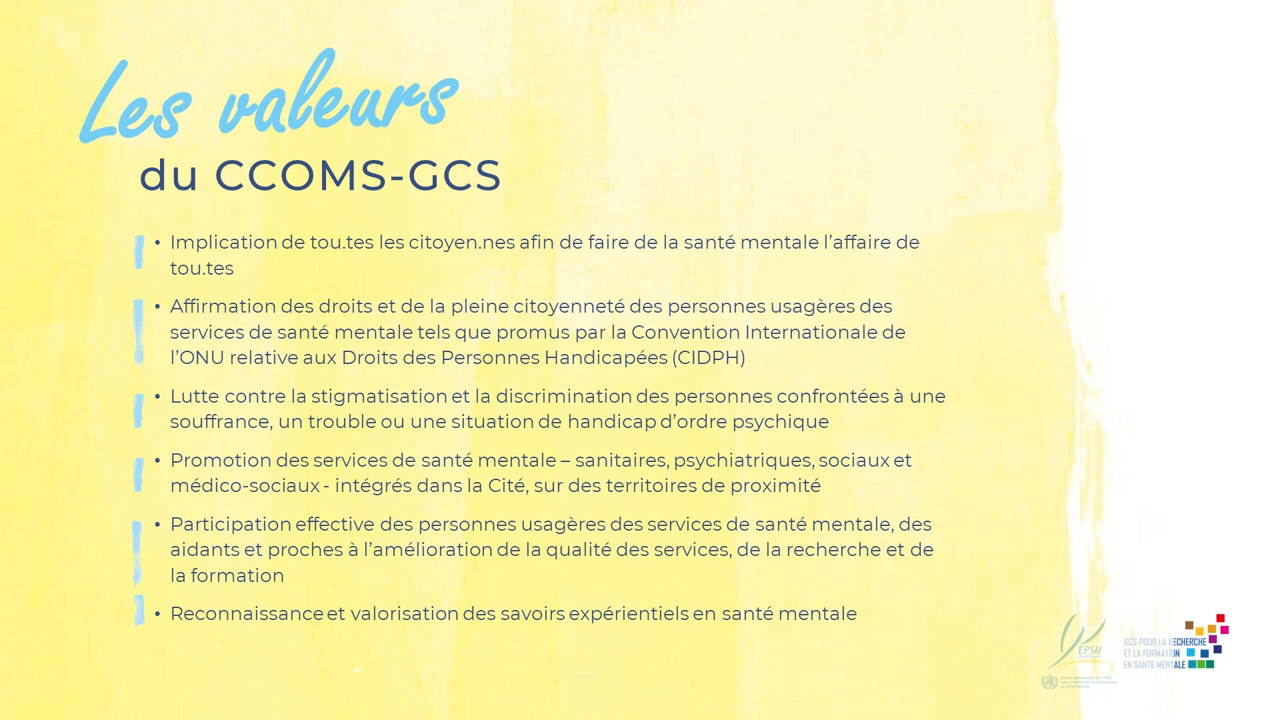 Les valeurs
du CCOMS-GCS
• Implication de tou.tes les citoyen.nes afin de faire de la santé mentale l’affaire de
tou.tes
• Affirmation des droits et de la pleine citoyenneté des personnes usagères des
services de santé mentale tels que promus par la Convention Internationale de
l’ONU relative aux Droits des Personnes Handicapées (CIDPH)
• Lutte contre la stigmatisation et la discrimination des personnes confrontées à une
souffrance, un trouble ou une situation de handicap d’ordre psychique
• Promotion des services de santé mentale – sanitaires, psychiatriques, sociaux et
médico-sociaux - intégrés dans la Cité, sur des territoires de proximité
• Participation effective des personnes usagères des services de santé mentale, des
aidants et proches à l’amélioration de la qualité des services, de la recherche et de
la formation
• Reconnaissance et valorisation des savoirs expérientiels en santé mentale
EPSM
GCS POUR LA RECHERCHE
ET LA FORMATION
EN SANTE MENTALE